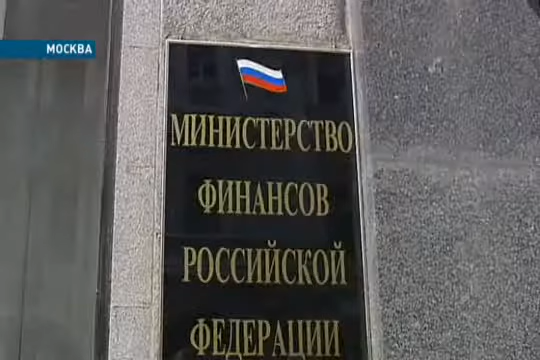 МОСКВА
МИНИСТЕРСТВО
ФИНАНСОВ
РОССИЙСКОЙ
ФЕДЕРАЦИИ